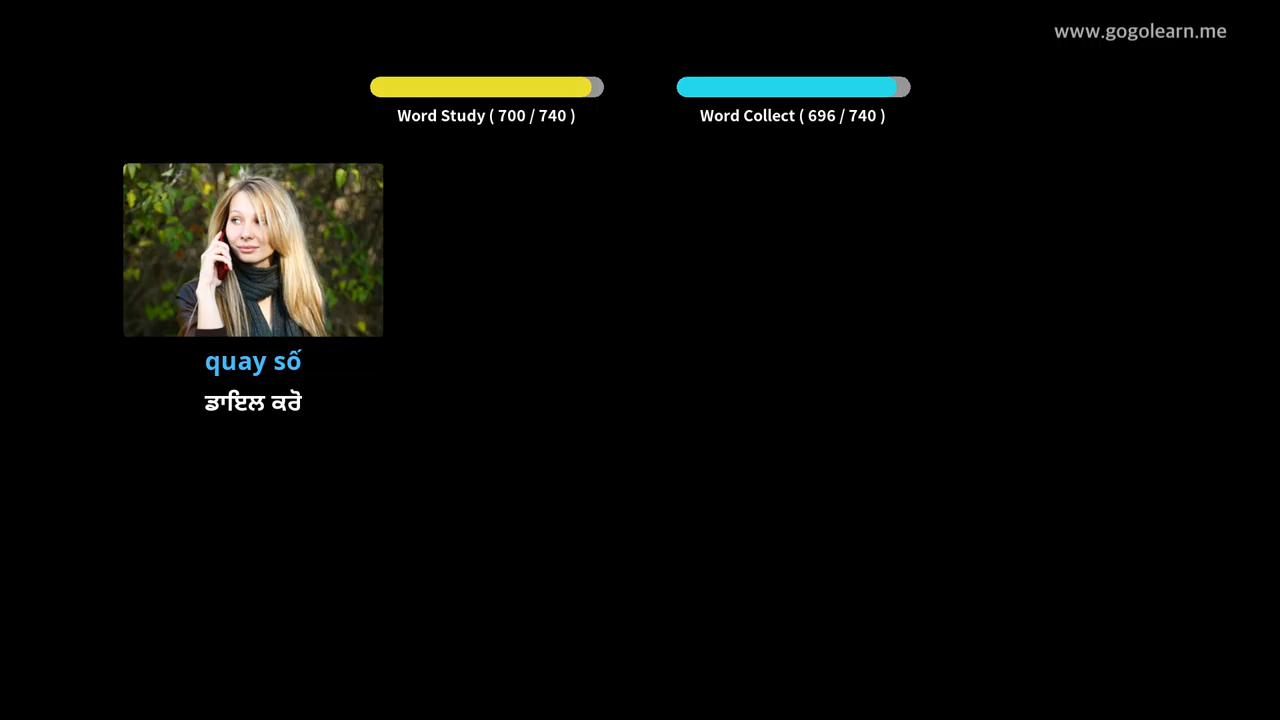 www.gogolearn.me
Word Study ( 700 / 740 )
Word Collect ( 696 / 740 )
quay số
ਡਾਇਲ ਕਰੋ